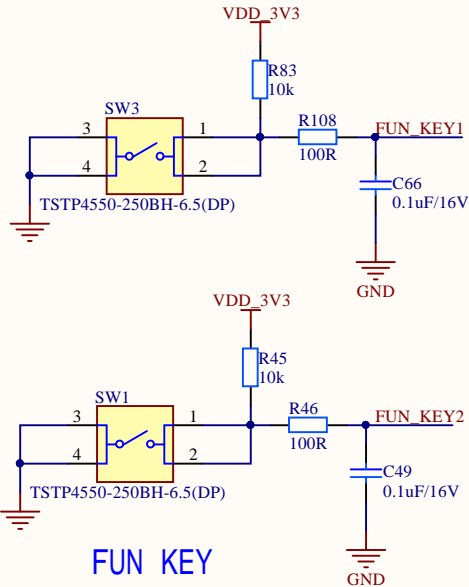 VDD_3V3
R83
10k
SW3
R108
3
1
FUN_KEY1
4
2
100R
C66
0.1uF/16V
TSTP4550-250BH-6.5(DP)
GND
VDD_3V3
R45
10k
SW1
R46
3
1
FUN_KEY2
4
2
100R
C49
0.1uF/16V
TSTP4550-250BH-6.5(DP)
FUN KEY
GND